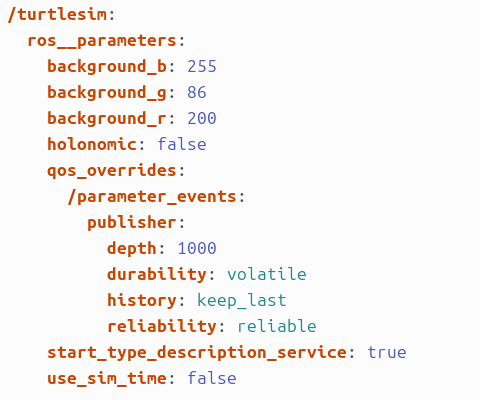 /turtlesim:
  ros__parameters:
    background_b: 255
    background_g: 86
    background_r: 200
    holonomic: false
    qos_overrides:
      /parameter_events:
        publisher:
          depth: 1000
          durability: volatile
          history: keep_last
          reliability: reliable
    start_type_description_service: true
    use_sim_time: false